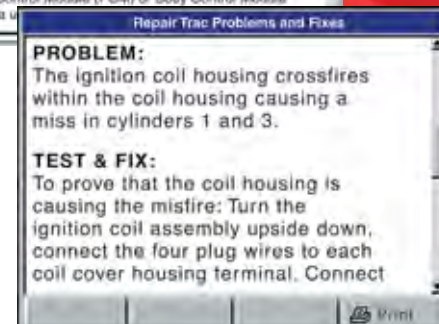 Control Module
Repair Trac Problems and Fixes
PROBLEM:
The ignition coil housing crossfires
within the coil housing causing a
miss in cylinders 1 and 3.
TEST & FIX:
To prove that the coil housing is
causing the misfire: Turn the
ignition coil assembly upside down,
connect the four plug wires to each
coil cover housing terminal. Connect
Print